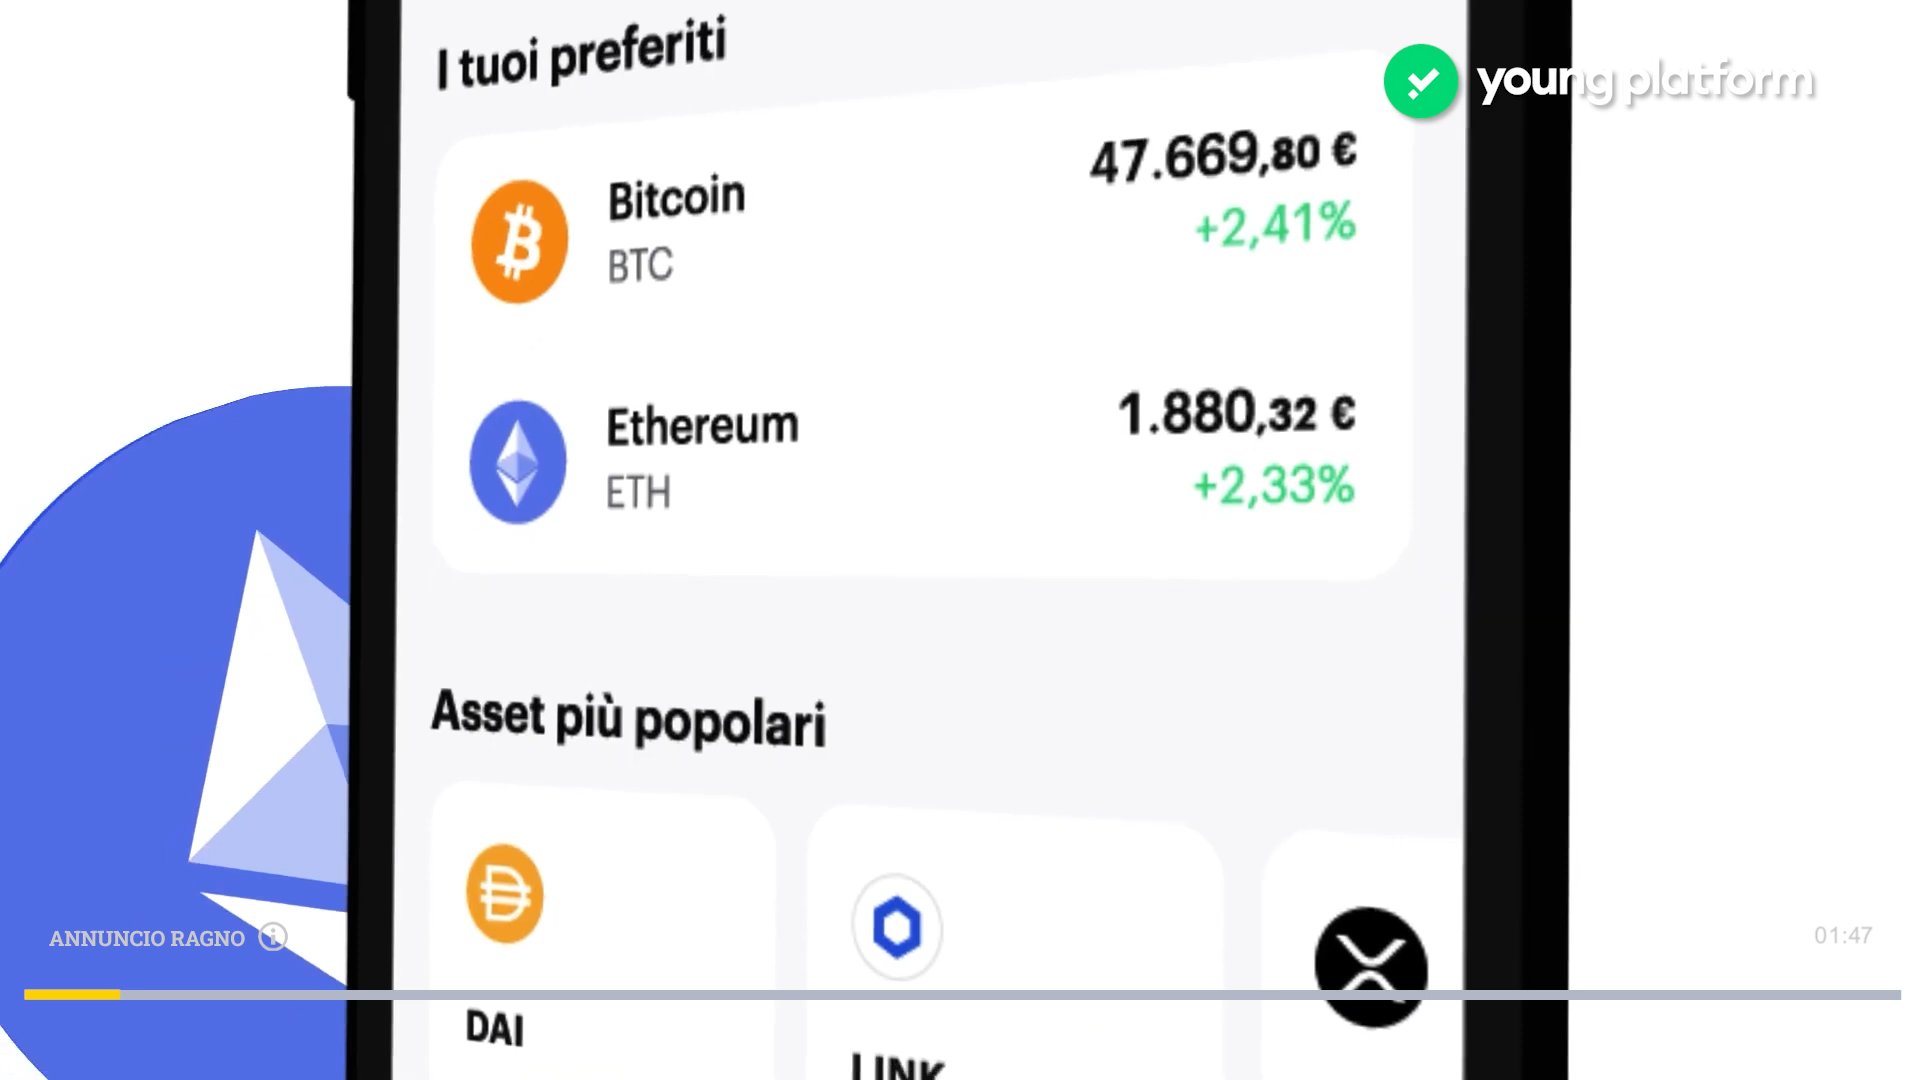 I tuoi preferiti
young platform
Bitcoin
47.669,80 €
BTC
+2,41%
Ethereum
1.880,32 €
ETH
+2,33%
Asset più popolari
ANNUNCIO RAGNO
01:47
DAI
LINK